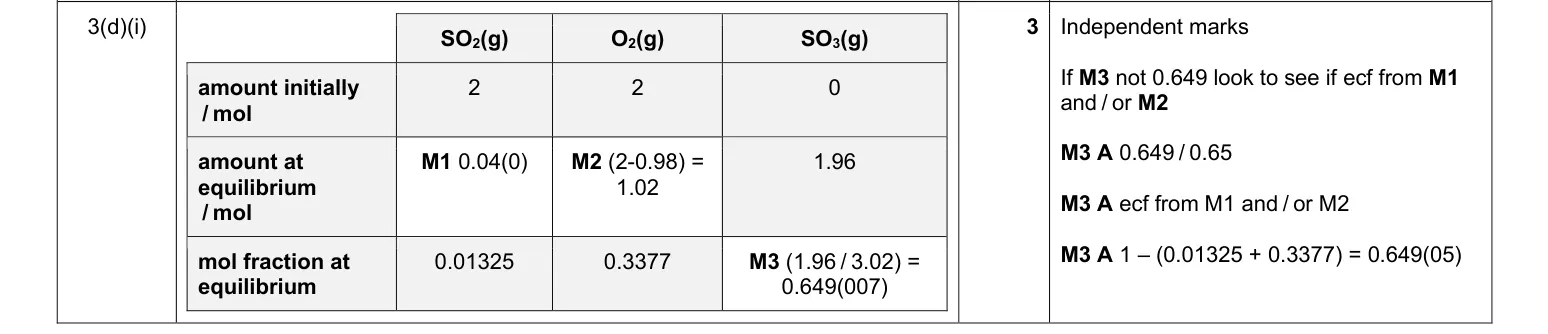 3(d)(i)
SO₂(g) O₂(g) SO₃(g)
amount initially
/ mol
2 2 0
amount at
equilibrium
/ mol
M1 0.04(0)
M2 (2-0.98) =
1.02
1.96
mol fraction at
equilibrium
0.01325
0.3377
M3 (1.96 / 3.02) =
0.649(007)
3
Independent marks
If M3 not 0.649 look to see if ecf from M1
and / or M2
M3 A 0.649 / 0.65
M3 A ecf from M1 and / or M2
M3 A 1 – (0.01325 + 0.3377) = 0.649(05)